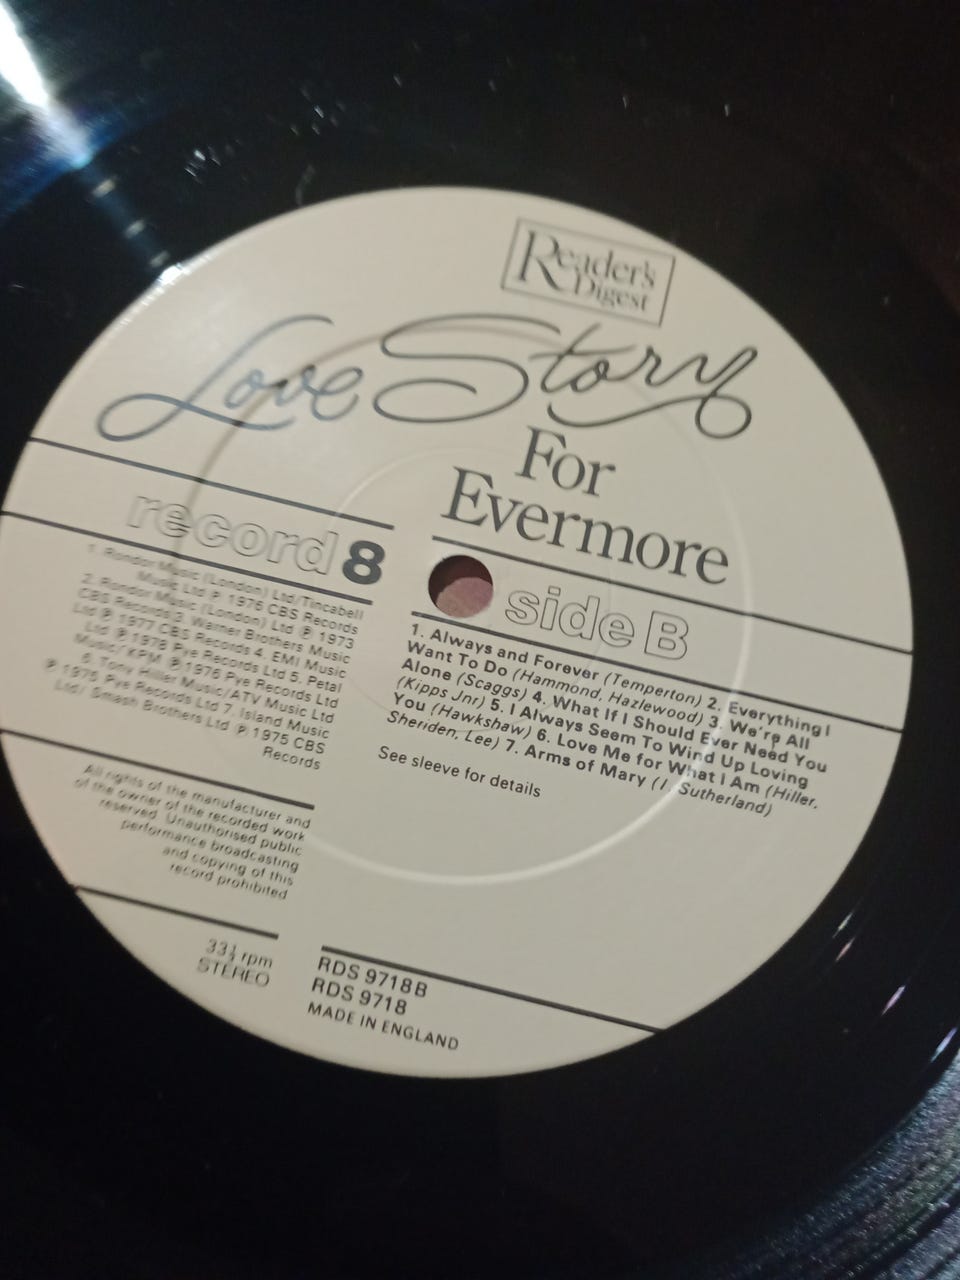 Reader's
Digest
Love Story
For
Evermore
record 8
1. Rondor Music (London) Ltd/Tincabell
Music Ltd ℗ 1976 CBS Records
2. Rondor Music (London) Ltd ℗ 1973
CBS Records 3. Warner Brothers Music
Ltd ℗ 1977 CBS Records 4. EMI Music
Ltd ℗ 1978 Pye Records Ltd 5. Petal
Music/KPM ℗ 1976 Pye Records Ltd
6. Tony Hiller Music/ATV Music Ltd
℗ 1975 Pye Records Ltd 7. Island Music
Ltd/ Smash Brothers Ltd ℗ 1975 CBS
Records
All rights of the manufacturer and
of the owner of the recorded work
reserved. Unauthorised public
performance broadcasting
and copying of this
record prohibited
33⅓ rpm
STEREO
side B
1. Always and Forever (Temperton) 2. Everything I
Want To Do (Hammond, Hazlewood) 3. We're All
Alone (Scaggs) 4. What If I Should Ever Need You
(Kipps Jnr) 5. I Always Seem To Wind Up Loving
You (Hawkshaw) 6. Love Me for What I Am (Hiller,
Sheriden, Lee) 7. Arms of Mary (I. Sutherland)
See sleeve for details
RDS 9718B
RDS 9718
MADE IN ENGLAND